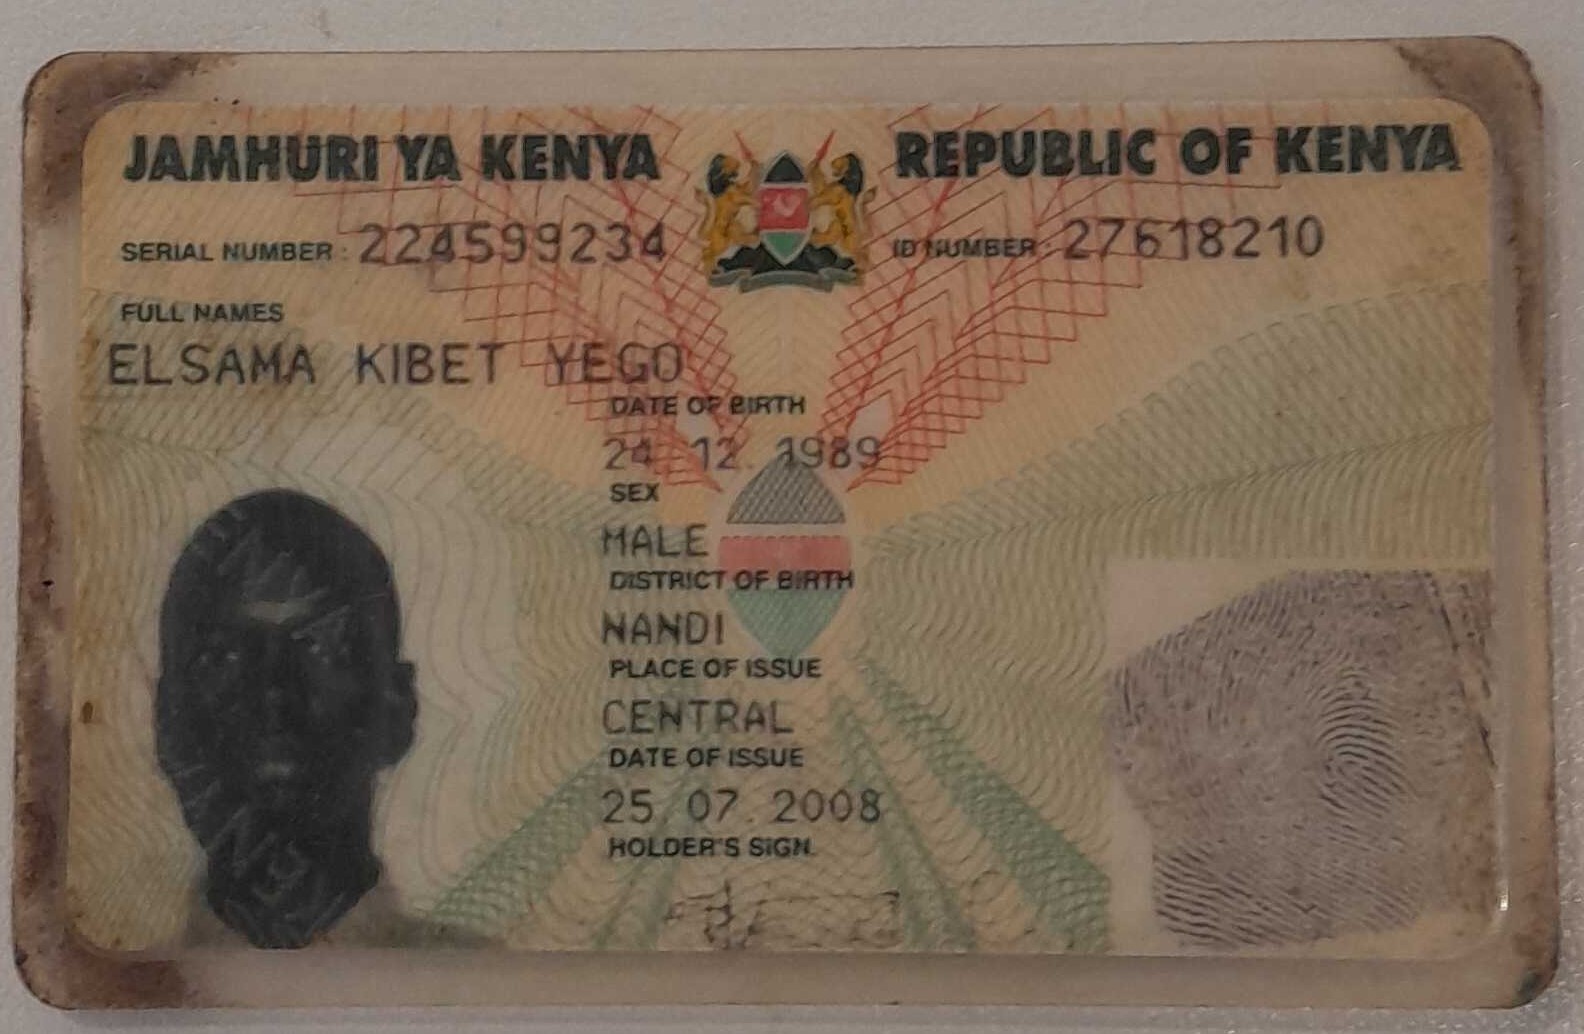 JAMHURI YA KENYA REPUBLIC OF KENYA
SERIAL NUMBER : 224599234 ID NUMBER : 27618210
FULL NAMES
ELSAMA KIBET YEGO
DATE OF BIRTH
24. 12. 1989
SEX
MALE
DISTRICT OF BIRTH
NANDI
PLACE OF ISSUE
CENTRAL
DATE OF ISSUE
25. 07. 2008
HOLDER'S SIGN.